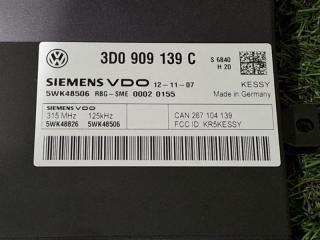 3D0 909 139 C
S 6840
H 20
SIEMENS VDO 12-11-07
KESSY
5WK48506 RBG-SME 0002 0155
Made in Germany
SIEMENS VDO
315 MHz 125kHz
CAN 267 104 139
5WK48826 5WK48506
FCC ID: KR5KESSY